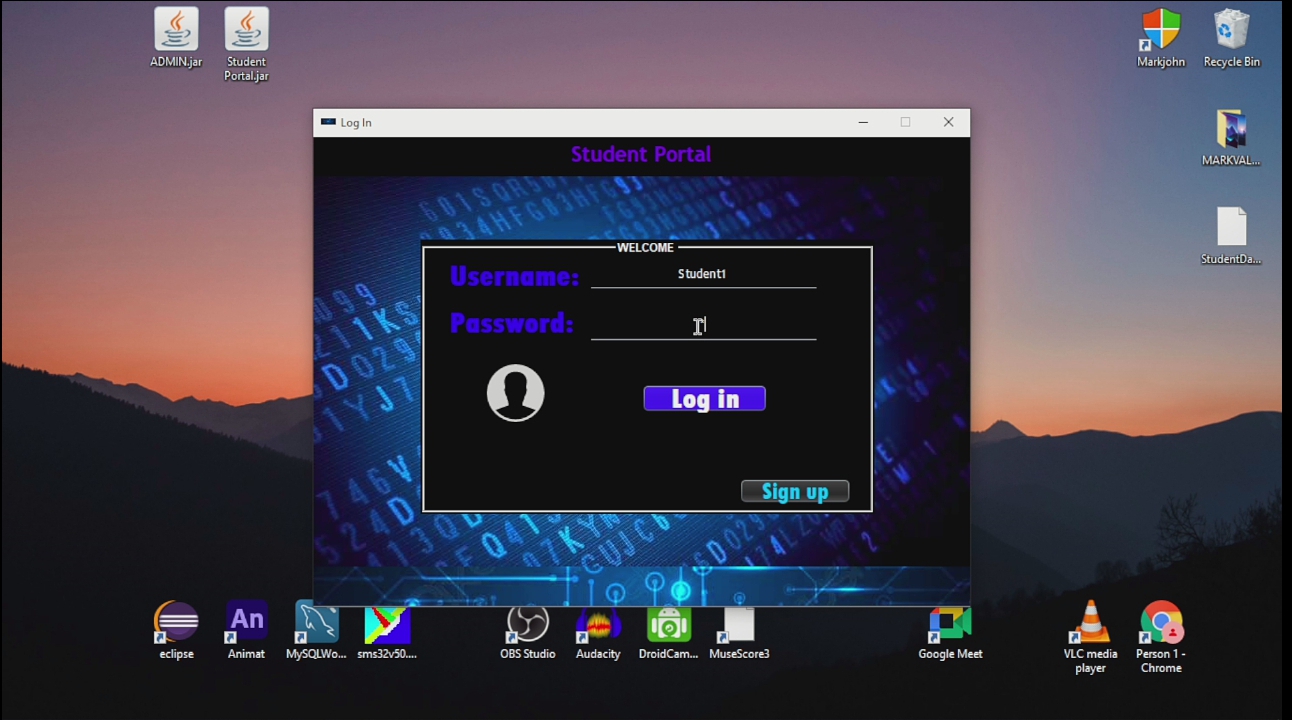 ADMIN.jar
Student
Portal.jar
Markjohn
Recycle Bin
Log In
Student Portal
MARKVAL...
WELCOME
Username:
Student1
StudentDa...
Password:
Log in
Sign up
An
eclipse
Animat
MySQLWo...
sms32v50....
OBS Studio
Audacity
DroidCam...
MuseScore3
Google Meet
VLC media
player
Person 1 -
Chrome